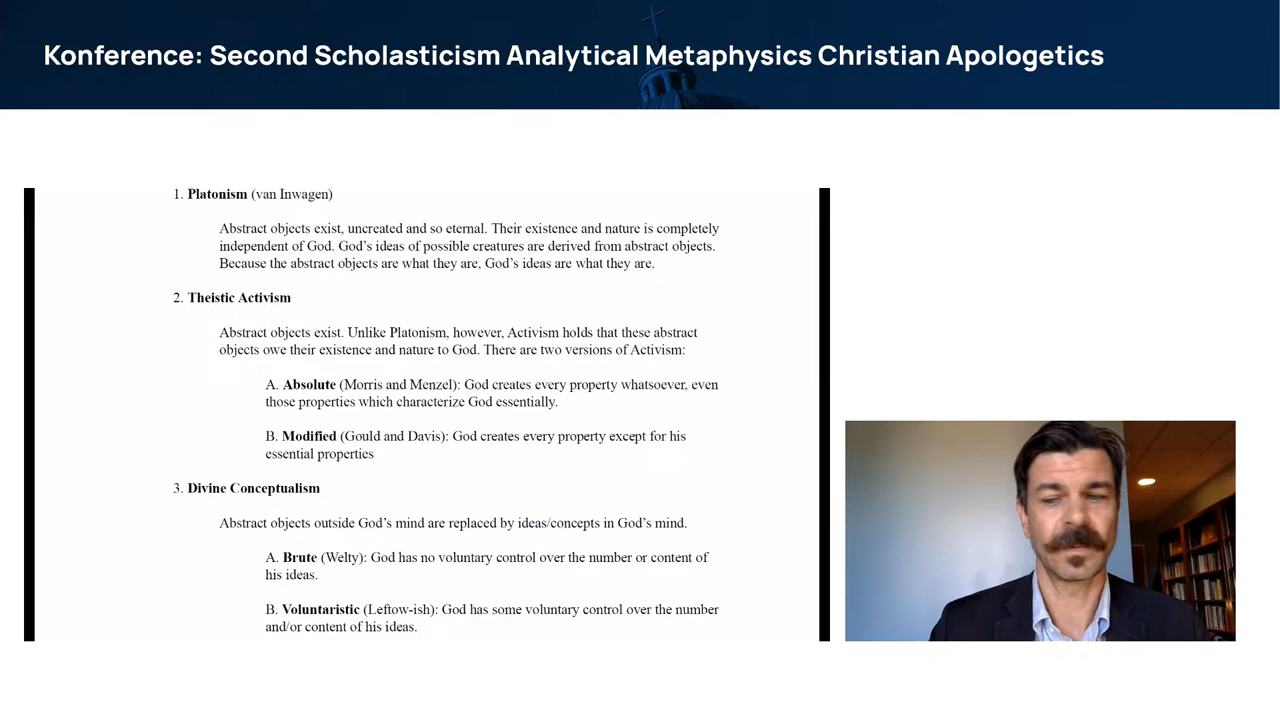 Konference: Second Scholasticism Analytical Metaphysics Christian Apologetics
1. Platonism (van Inwagen)
Abstract objects exist, uncreated and so eternal. Their existence and nature is completely
independent of God. God's ideas of possible creatures are derived from abstract objects.
Because the abstract objects are what they are, God's ideas are what they are.
2. Theistic Activism
Abstract objects exist. Unlike Platonism, however, Activism holds that these abstract
objects owe their existence and nature to God. There are two versions of Activism:
A. Absolute (Morris and Menzel): God creates every property whatsoever, even
those properties which characterize God essentially.
B. Modified (Gould and Davis): God creates every property except for his
essential properties
3. Divine Conceptualism
Abstract objects outside God's mind are replaced by ideas/concepts in God's mind.
A. Brute (Welty): God has no voluntary control over the number or content of
his ideas.
B. Voluntaristic (Leftow-ish): God has some voluntary control over the number
and/or content of his ideas.